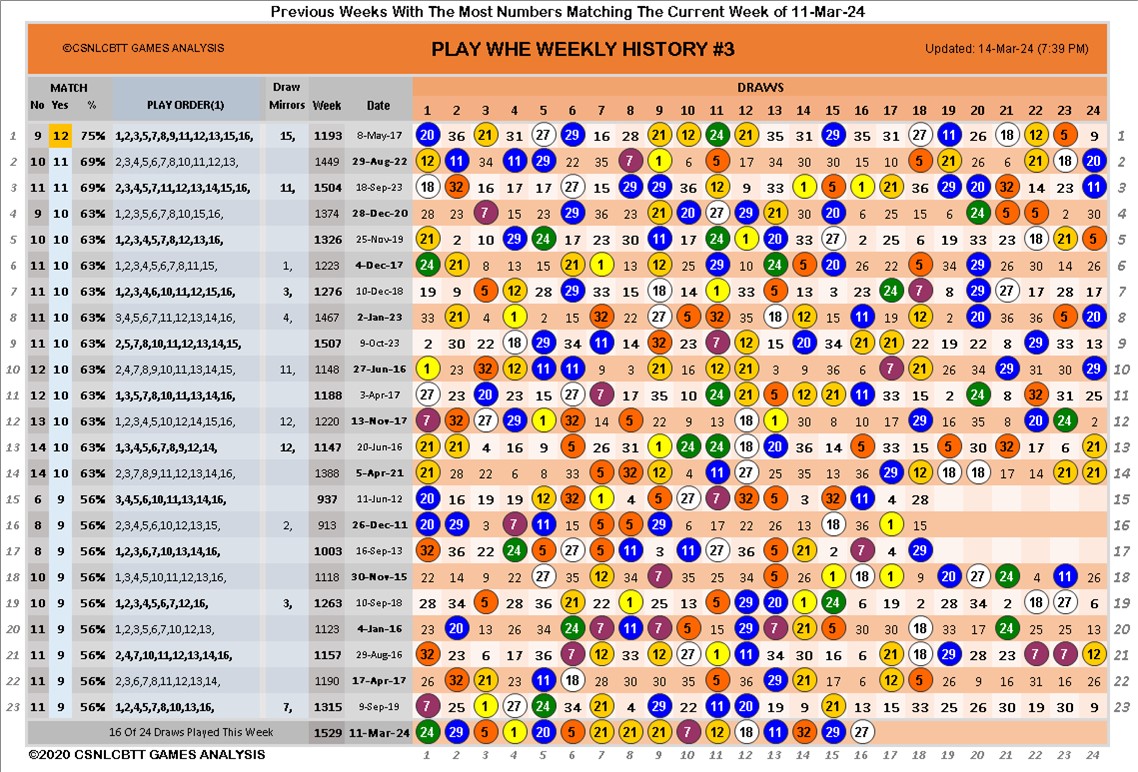 Previous Weeks With The Most Numbers Matching The Current Week of 11-Mar-24
©CSNLCBTT GAMES ANALYSIS PLAY WHE WEEKLY HISTORY #3 Updated: 14-Mar-24 (7:39 PM)
MATCH Draw DRAWS
No Yes % PLAY ORDER(1) Mirrors Week Date 1 2 3 4 5 6 7 8 9 10 11 12 13 14 15 16 17 18 19 20 21 22 23 24
1 9 12 75% 1,2,3,5,7,8,9,11,12,13,15,16, 15, 1193 8-May-17 20 36 21 31 27 29 16 28 21 12 24 21 35 31 29 35 31 27 19 11 26 18 12 5 9 1
2 10 11 69% 2,3,4,5,6,7,8,10,11,12,13, 1449 29-Aug-22 12 11 34 11 29 22 35 7 1 6 5 17 34 30 30 15 10 5 21 26 6 21 18 20 2
3 11 11 69% 2,3,4,5,7,11,12,13,14,15,16, 11, 1504 18-Sep-23 18 32 16 17 17 27 15 29 29 36 12 9 33 1 5 1 21 36 29 20 32 14 23 11 3
4 9 10 63% 1,2,3,5,6,7,8,10,15,16, 1374 28-Dec-20 28 23 7 15 23 29 36 23 21 20 27 29 21 30 20 6 25 15 6 24 5 5 2 30 4
5 10 10 63% 1,2,3,4,5,7,8,12,13,16, 1326 25-Nov-19 21 2 10 29 24 17 23 30 11 17 24 1 20 33 27 2 25 6 19 33 23 18 21 5 5
6 11 10 63% 1,2,3,4,5,6,7,8,11,15, 1, 1223 4-Dec-17 24 21 8 13 15 21 1 13 12 25 29 10 24 5 20 26 22 5 33 29 6 30 14 26 6
7 11 10 63% 1,2,3,4,6,10,11,12,15,16, 3, 1276 10-Dec-18 19 9 5 12 28 29 33 15 18 14 1 33 5 13 3 23 24 7 8 29 27 17 28 17 7
8 11 10 63% 3,4,5,6,7,11,12,13,14,16, 4, 1467 2-Jan-23 33 21 4 1 2 32 22 9 27 5 32 33 18 12 16 11 19 12 2 20 36 36 5 20 8
9 11 10 63% 2,5,7,8,10,11,12,13,14,15, 1507 9-Oct-23 2 30 22 18 29 34 11 14 32 23 7 12 14 20 34 21 21 22 19 22 8 29 33 13 9
10 12 10 63% 2,4,7,8,9,10,11,13,14,15, 11, 1148 27-Jun-16 1 23 32 12 11 11 9 3 21 16 12 21 3 9 36 6 7 21 26 34 29 31 30 29 10
11 12 10 63% 1,3,5,7,8,10,11,13,14,16, 1188 3-Apr-17 27 23 20 23 15 27 7 17 35 10 24 21 5 12 21 11 33 15 2 24 8 32 31 25 11
12 13 10 63% 1,2,3,4,5,10,12,14,15,16, 12, 1220 13-Nov-17 7 32 27 29 1 32 14 5 22 9 13 18 1 30 8 10 17 29 16 35 8 20 24 2 12
13 14 10 63% 1,3,4,5,6,7,8,9,12,14, 12, 1147 20-Jun-16 21 21 4 16 9 5 26 31 1 24 24 18 20 36 14 5 33 15 5 30 32 17 6 21 13
14 14 10 63% 2,3,7,8,9,11,12,13,14,16, 1388 5-Apr-21 21 28 22 6 8 33 5 32 12 4 11 27 14 35 17 36 29 12 18 18 17 14 21 21 14
15 6 9 56% 3,4,5,6,10,11,13,14,16, 937 11-Jun-12 20 16 19 19 12 32 1 4 5 27 7 32 5 3 32 11 4 28 15
16 8 9 56% 2,3,4,5,6,10,12,13,15, 2, 913 26-Dec-11 20 29 3 7 11 15 5 5 29 6 17 22 26 13 18 36 1 15 16
17 8 9 56% 1,2,3,6,7,10,13,14,16, 1003 16-Sep-13 32 36 22 24 5 27 5 11 3 11 27 36 5 21 2 7 4 29 17
18 10 9 56% 1,3,4,5,10,11,12,13,16, 1118 30-Nov-15 22 14 9 22 27 35 12 34 7 35 28 34 5 26 1 18 1 9 20 27 24 4 11 26 18
19 10 9 56% 1,2,3,4,5,6,7,12,16, 3, 1263 10-Sep-18 28 34 5 28 36 21 22 1 25 13 5 29 20 1 24 6 19 2 28 34 2 18 27 6 19
20 11 9 56% 1,2,3,5,6,7,10,12,13, 1123 4-Jan-16 23 20 13 26 34 24 7 11 7 5 15 29 7 21 5 30 30 18 33 17 24 25 25 13 20
21 11 9 56% 2,4,7,10,11,12,13,14,16, 1157 29-Aug-16 32 23 6 17 36 7 12 33 12 27 1 11 34 30 16 6 21 18 29 28 23 7 7 12 21
22 11 9 56% 2,3,6,7,8,11,12,13,14, 1190 17-Apr-17 26 32 21 23 11 18 28 30 30 35 5 36 29 21 15 6 12 5 26 22 16 31 16 26 22
23 11 9 56% 1,2,4,5,7,8,10,13,16, 7, 1315 9-Sep-19 7 25 1 27 24 34 21 4 29 22 11 20 19 9 21 4 14 33 25 30 26 30 25 33 23
16 Of 24 Draws Played This Week 1529 11-Mar-24 24 29 5 1 20 5 21 21 21 7 12 18 11 32 29 27
©2020 CSNLCBTT GAMES ANALYSIS 1 2 3 4 5 6 7 8 9 10 11 12 13 14 15 16 17 18 19 20 21 22 23 24